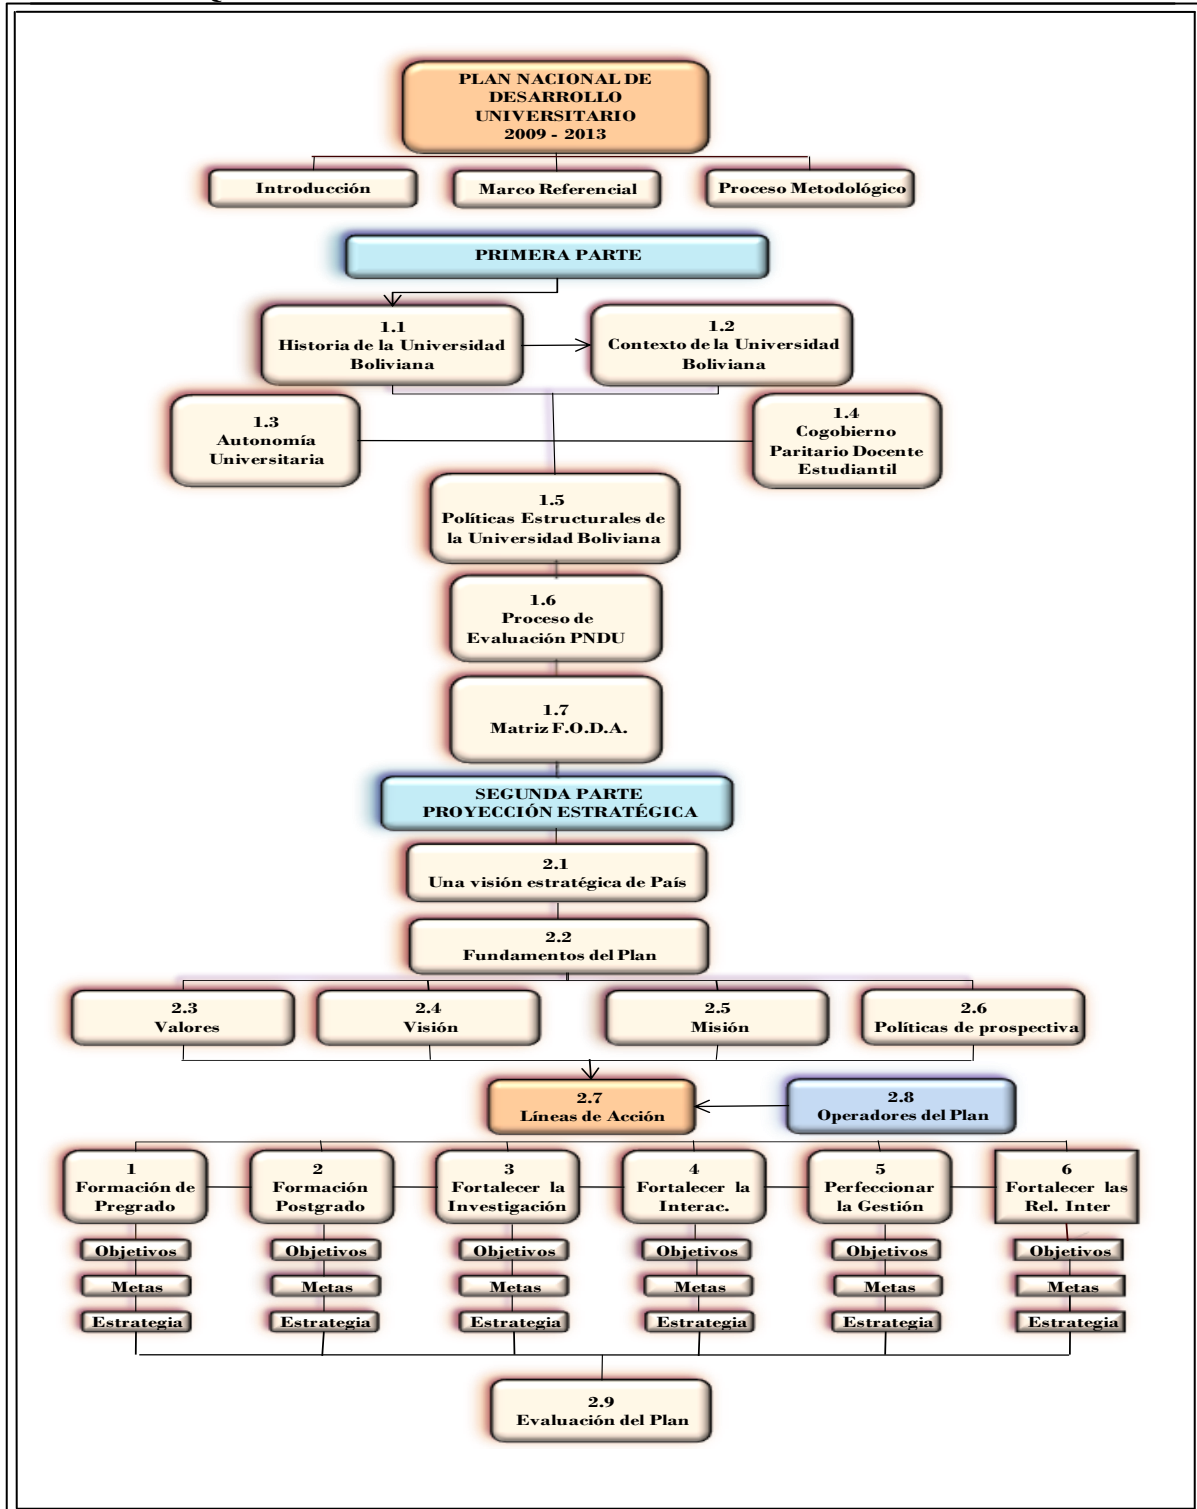 PLAN NACIONAL DE
DESARROLLO
UNIVERSITARIO
2009 - 2013
Introducción
Marco Referencial
Proceso Metodológico
PRIMERA PARTE
1.1
Historia de la Universidad
Boliviana
1.2
Contexto de la Universidad
Boliviana
1.3
Autonomía
Universitaria
1.4
Cogobierno
Paritario Docente
Estudiantil
1.5
Políticas Estructurales de
la Universidad Boliviana
1.6
Proceso de
Evaluación PNDU
1.7
Matriz F.O.D.A.
SEGUNDA PARTE
PROYECCIÓN ESTRATÉGICA
2.1
Una visión estratégica de País
2.2
Fundamentos del Plan
2.3
Valores
2.4
Visión
2.5
Misión
2.6
Políticas de prospectiva
2.7
Líneas de Acción
2.8
Operadores del Plan
1
Formación de
Pregrado
2
Formación
Postgrado
3
Fortalecer la
Investigación
4
Fortalecer la
Interac.
5
Perfeccionar
la Gestión
6
Fortalecer las
Rel. Inter
Objetivos
Objetivos
Objetivos
Objetivos
Objetivos
Objetivos
Metas
Metas
Metas
Metas
Metas
Metas
Estrategia
Estrategia
Estrategia
Estrategia
Estrategia
Estrategia
2.9
Evaluación del Plan